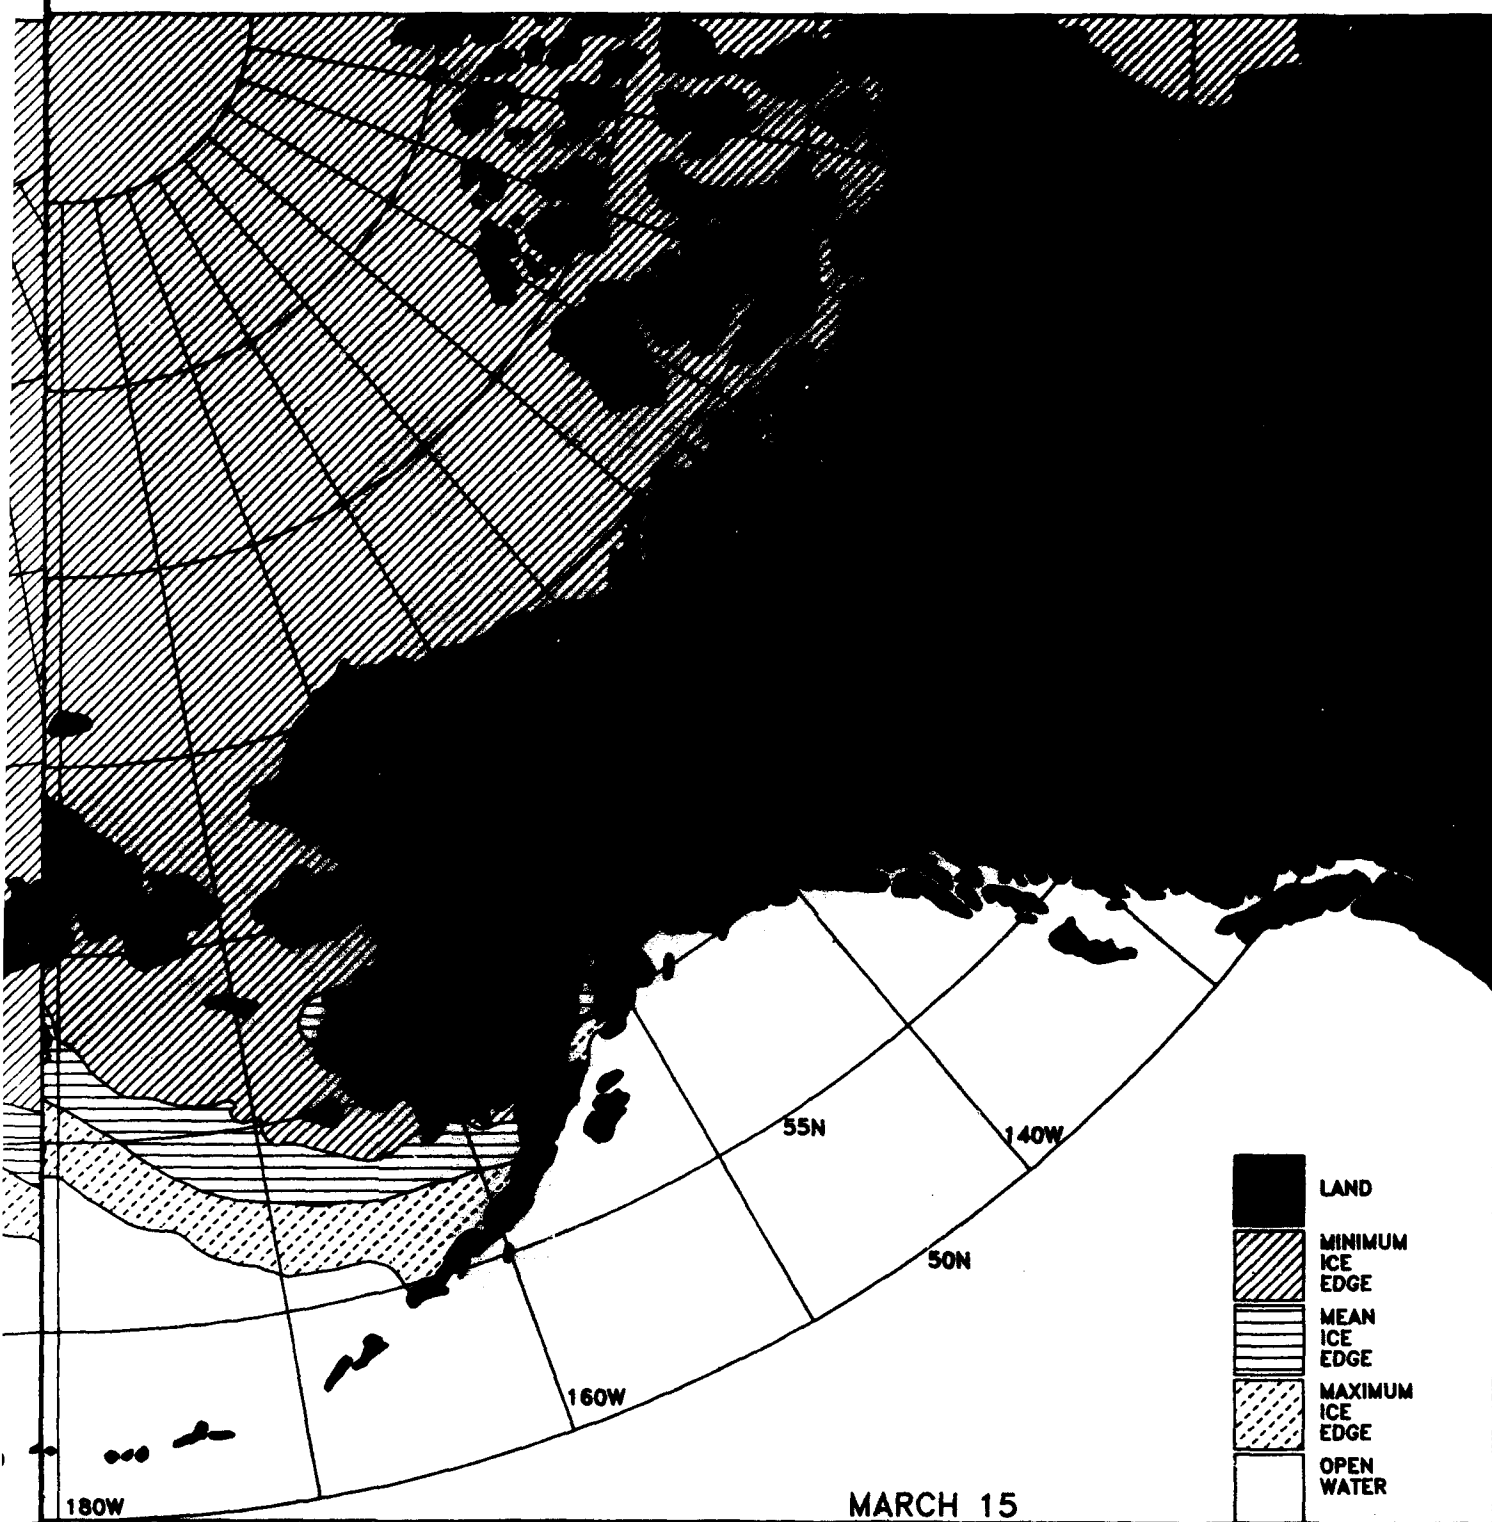 55N
140W
50N
160W
180W
MARCH 15
LAND
MINIMUM
ICE
EDGE
MEAN
ICE
EDGE
MAXIMUM
ICE
EDGE
OPEN
WATER